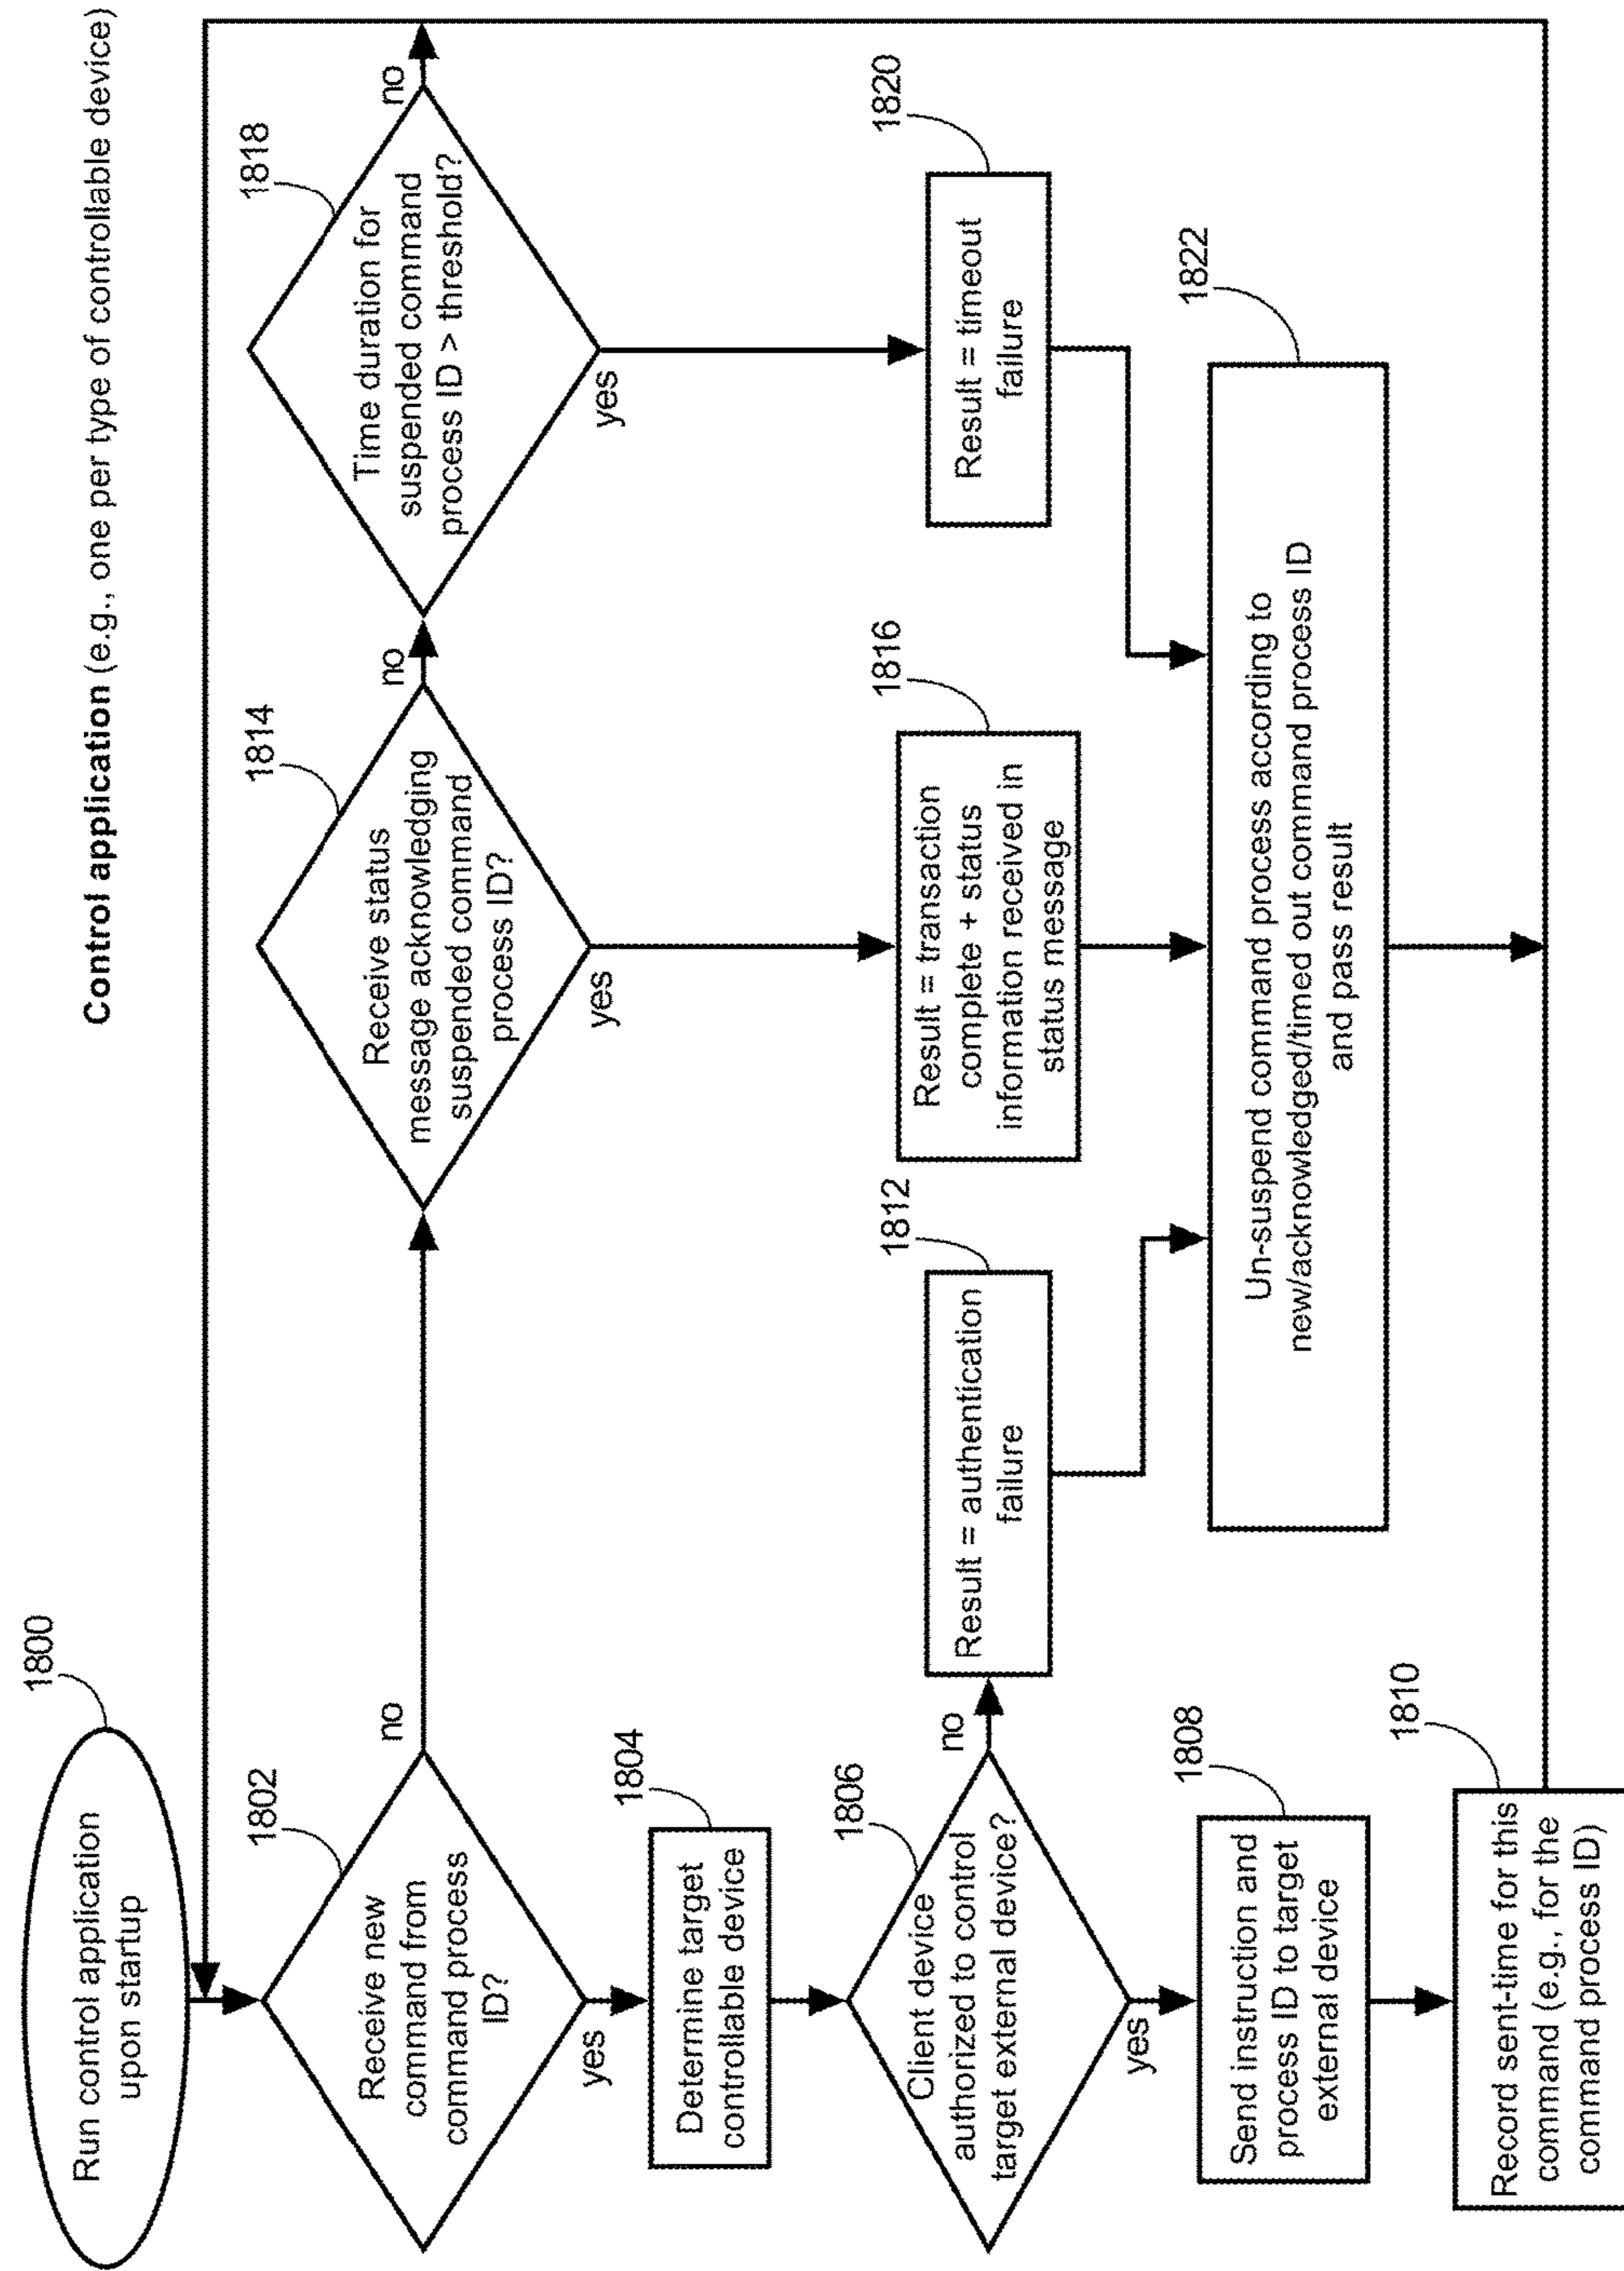 Control application (e.g., one per type of controllable device)
1800
Run control application
upon startup
1802
Receive new
command from
command process
ID?
no
yes
1804
Determine target
controllable device
1806
Client device
authorized to control
target external device?
no
yes
1808
Send instruction and
process ID to target
external device
1810
Record sent-time for this
command (e.g., for the
command process ID)
1812
Result = authentication
failure
1814
Receive status
message acknowledging
suspended command
process ID?
no
yes
1816
Result = transaction
complete + status
information received in
status message
1818
Time duration for
suspended command
process ID > threshold?
no
yes
1820
Result = timeout
failure
1822
Un-suspend command process according to
new/acknowledged/timed out command process ID
and pass result